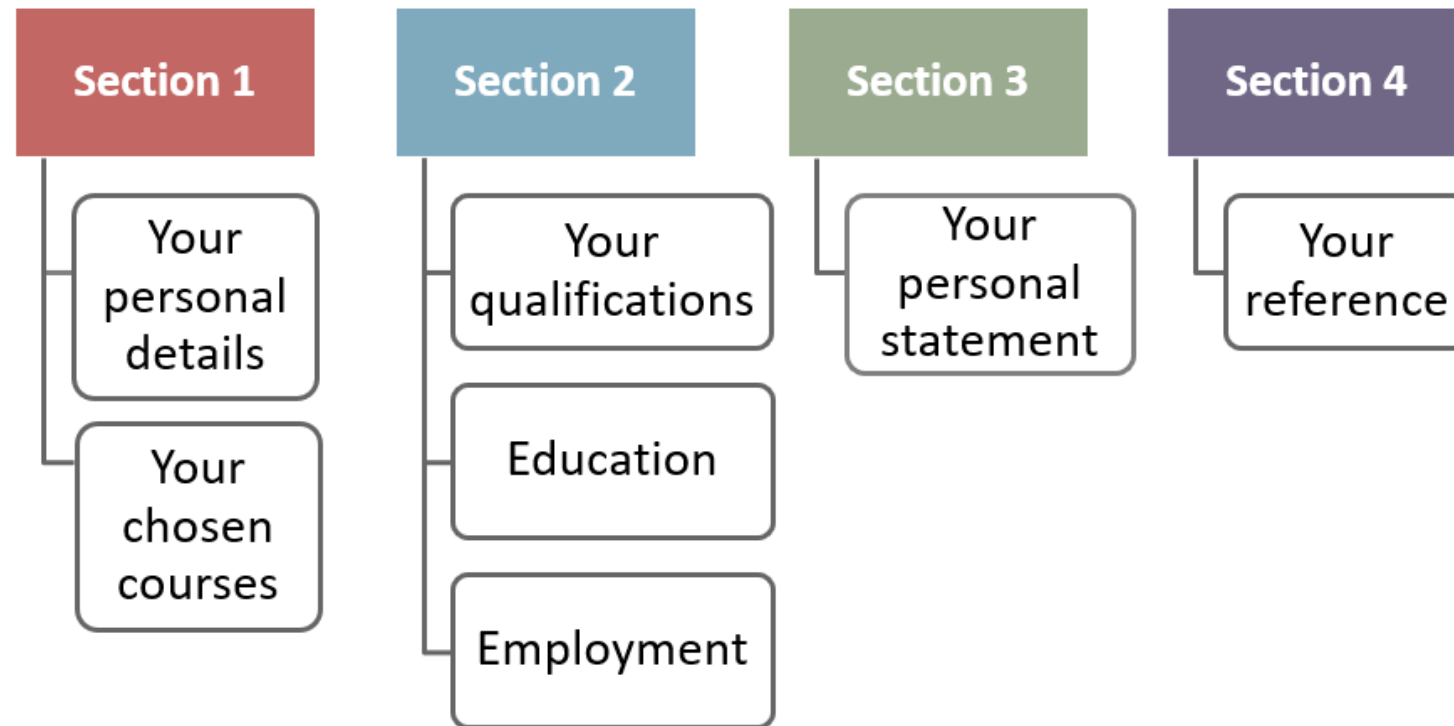 Section 1
Your
personal
details
Your
chosen
courses
Section 2
Your
qualifications
Education
Employment
Section 3
Your
personal
statement
Section 4
Your
reference